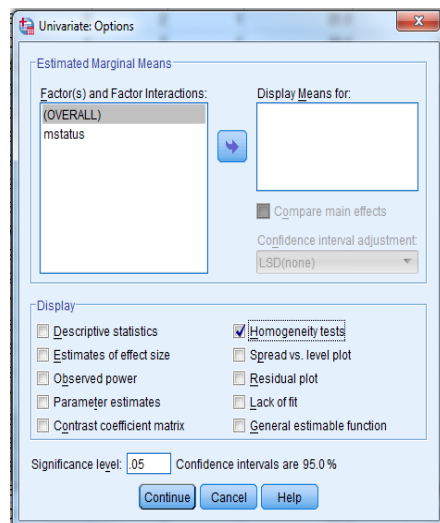 Univariate: Options
Estimated Marginal Means
Factor(s) and Factor Interactions:
(OVERALL)
mstatus
Display Means for:
Compare main effects
Confidence interval adjustment:
LSD(none)
Display
Descriptive statistics
Homogeneity tests
Estimates of effect size
Spread vs. level plot
Observed power
Residual plot
Parameter estimates
Lack of fit
Contrast coefficient matrix
General estimable function
Significance level: .05 Confidence intervals are 95.0 %
Continue Cancel Help